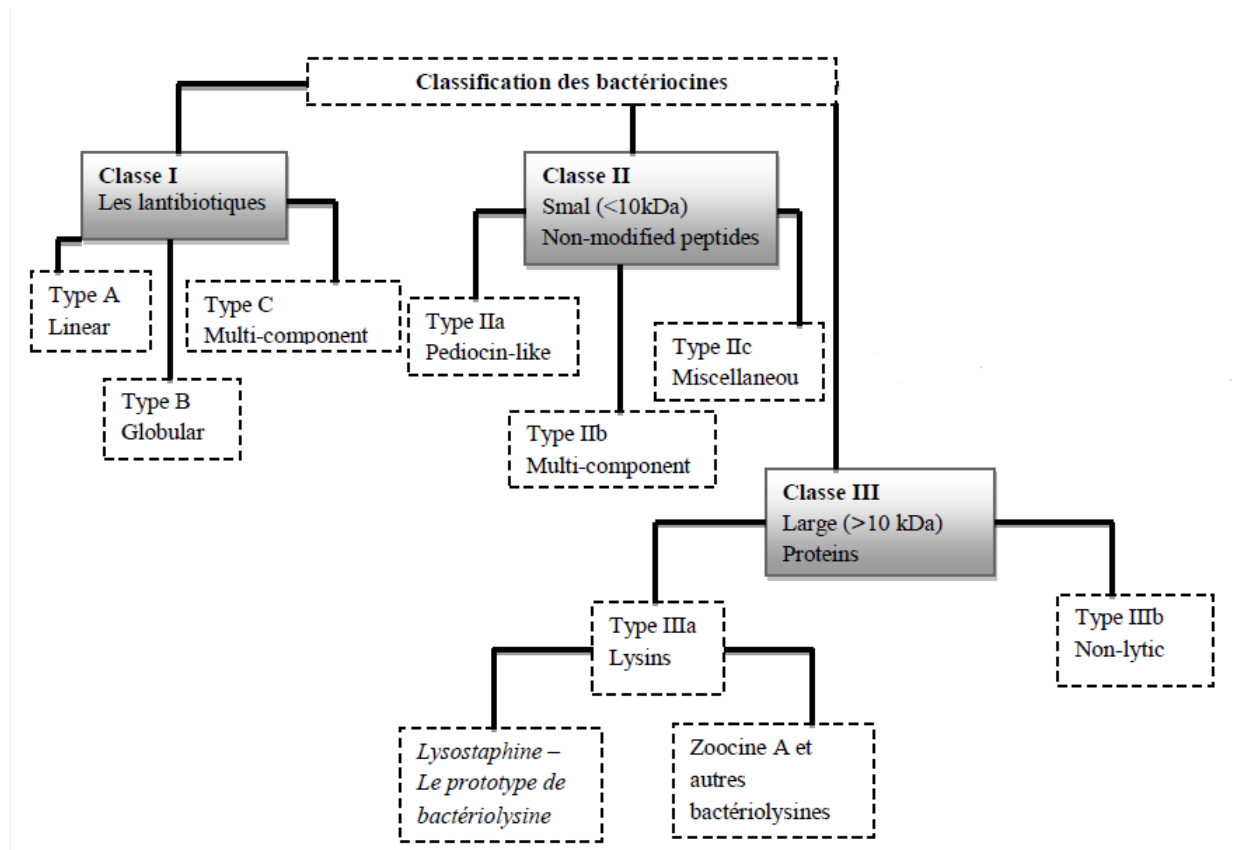 Classification des bactériocines
Classe I
Les lantibiotiques
Type A
Linear
Type B
Globular
Type C
Multi-component
Classe II
Smal (<10kDa)
Non-modified peptides
Type IIa
Pediocin-like
Type IIb
Multi-component
Type IIc
Miscellaneou
Classe III
Large (>10 kDa)
Proteins
Type IIIa
Lysins
Lysostaphine –
Le prototype de
bactériolysine
Zoocine A et
autres
bactériolysines
Type IIIb
Non-lytic